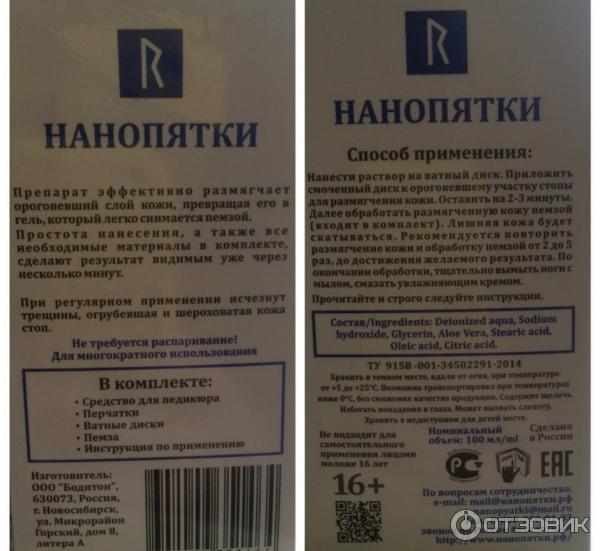 НАНОПЯТКИ
Препарат эффективно размягчает
ороговевший слой кожи, превращая его в
гель, который легко снимается пемзой.
Простота нанесения, а также все
необходимые материалы в комплекте,
сделают результат видимым уже через
несколько минут.
При регулярном применении исчезнут
трещины, огрубевшая и шероховатая кожа
стоп.
Не требуется распаривание!
Для многократного использования
В комплекте:
• Средство для педикюра
• Перчатки
• Ватные диски
• Пемза
• Инструкция по применению
Изготовитель:
ООО "Бодитон",
630073, Россия,
г. Новосибирск,
ул. Микрорайон
Горский, дом 8,
литера А
НАНОПЯТКИ
Способ применения:
Нанести раствор на ватный диск. Приложить
смоченный диск к ороговевшему участку стопы
для размягчения кожи. Оставить на 2-3 минуты.
Далее обработать размягченную кожу пемзой
(входит в комплект). Лишняя кожа будет
скатываться. Рекомендуется повторить
размягчение кожи и обработку пемзой от 2 до 5
раз, до достижения желаемого результата. По
окончании обработки, тщательно вымыть ноги с
мылом, смазать увлажняющим кремом.
Прочитайте и строго следуйте инструкции.
Состав/Ingredients: Deionized aqua, Sodium
hydroxide, Glycerin, Aloe Vera, Stearic acid,
Oleic acid, Citric acid.
ТУ 9158-001-34502291-2014
Хранить в темном месте, вдали от огня, при температуре
от +5 до +25°С. Возможна транспортировка при температурах
ниже 0°С, без снижения качества продукта. Содержит щелочь.
Избегать попадания в глаза. Может вызвать слепоту.
Хранить в недоступном для детей месте.
Не подходит для
самостоятельного
применения лицами
моложе 16 лет
16+
Номинальный
объем: 100 мл/ml
Сделано
в России
EAC
По вопросам сотрудничества:
e-mail: mail@нанопятки.рф
nanopyatki@mail.ru
http://www.нанопятки.рф/
ОТЗОВИК